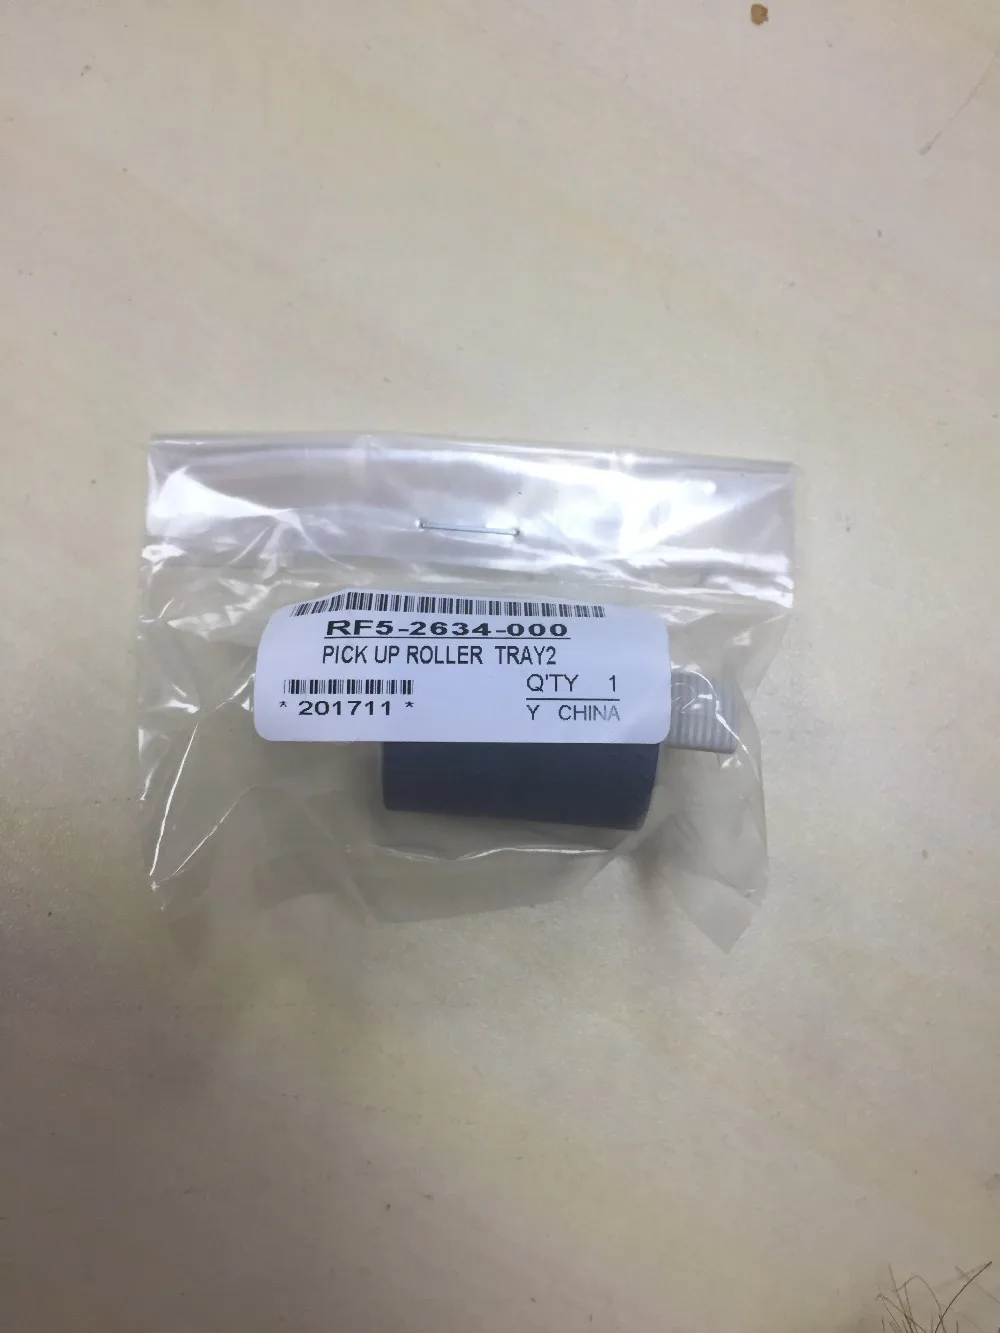 RF5-2634-000
PICK UP ROLLER TRAY2
Q'TY 1
* 201711 *
Y CHINA